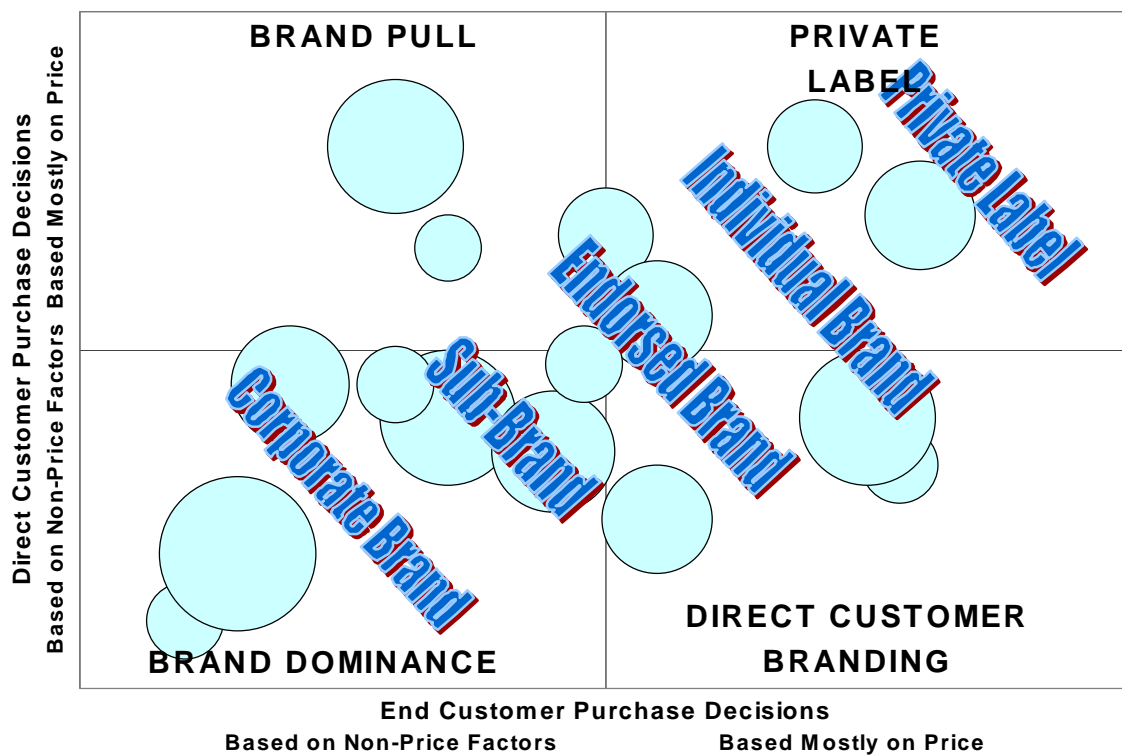 BRAND PULL
PRIVATE
LABEL
Private Label
Individual Brand
Endorsed Brand
Sub-Brand
Corporate Brand
DIRECT CUSTOMER
BRANDING
BRAND DOMINANCE
Direct Customer Purchase Decisions
Based on Non-Price Factors Based Mostly on Price
End Customer Purchase Decisions
Based on Non-Price Factors Based Mostly on Price